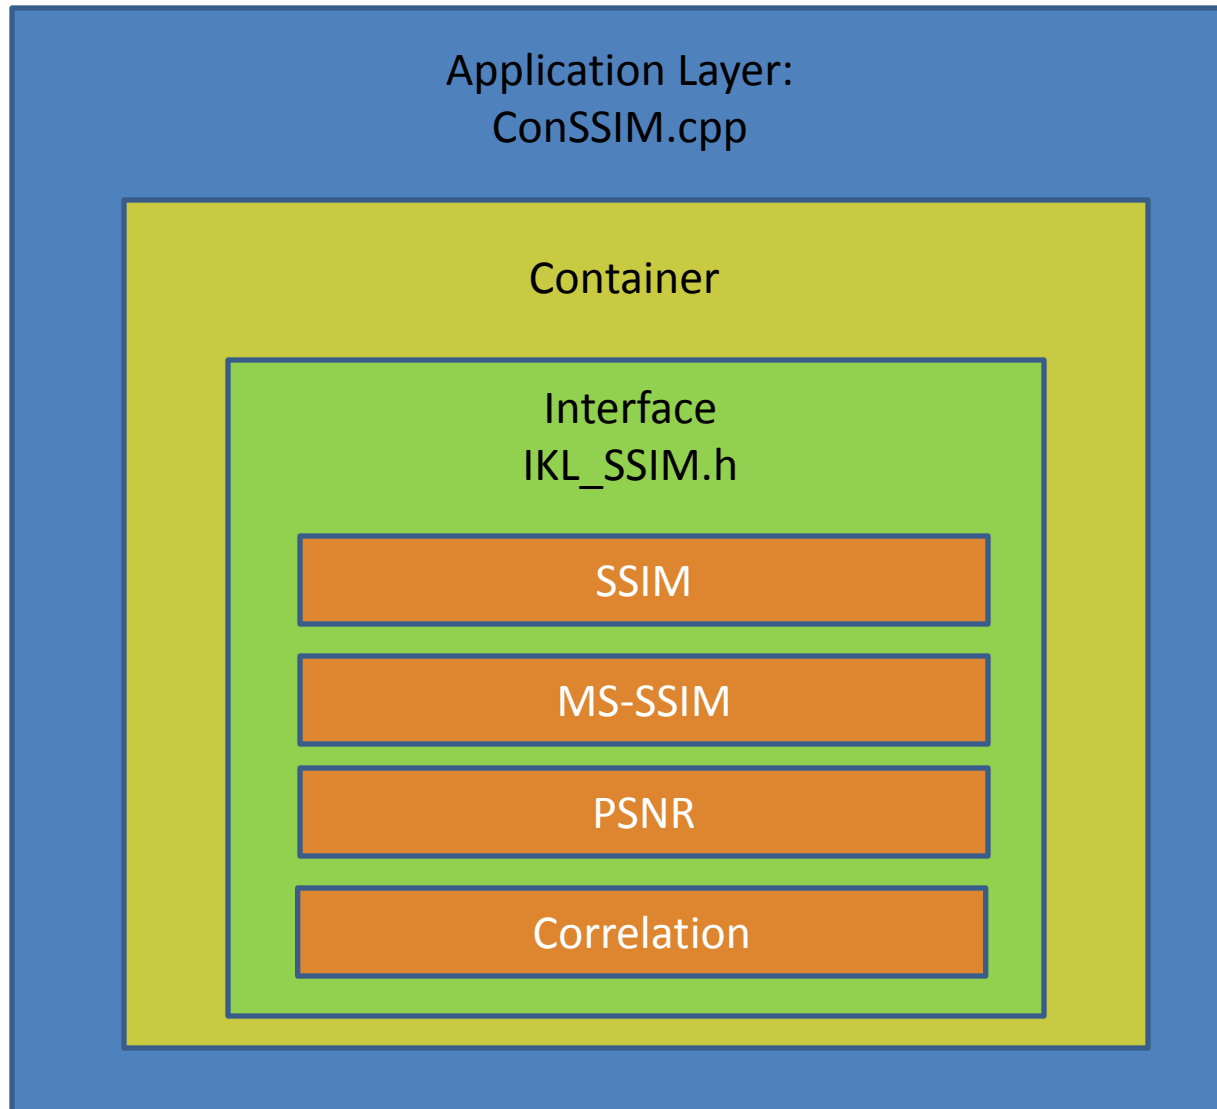 Application Layer:
ConSSIM.cpp
Container
Interface
IKL_SSIM.h
SSIM
MS-SSIM
PSNR
Correlation